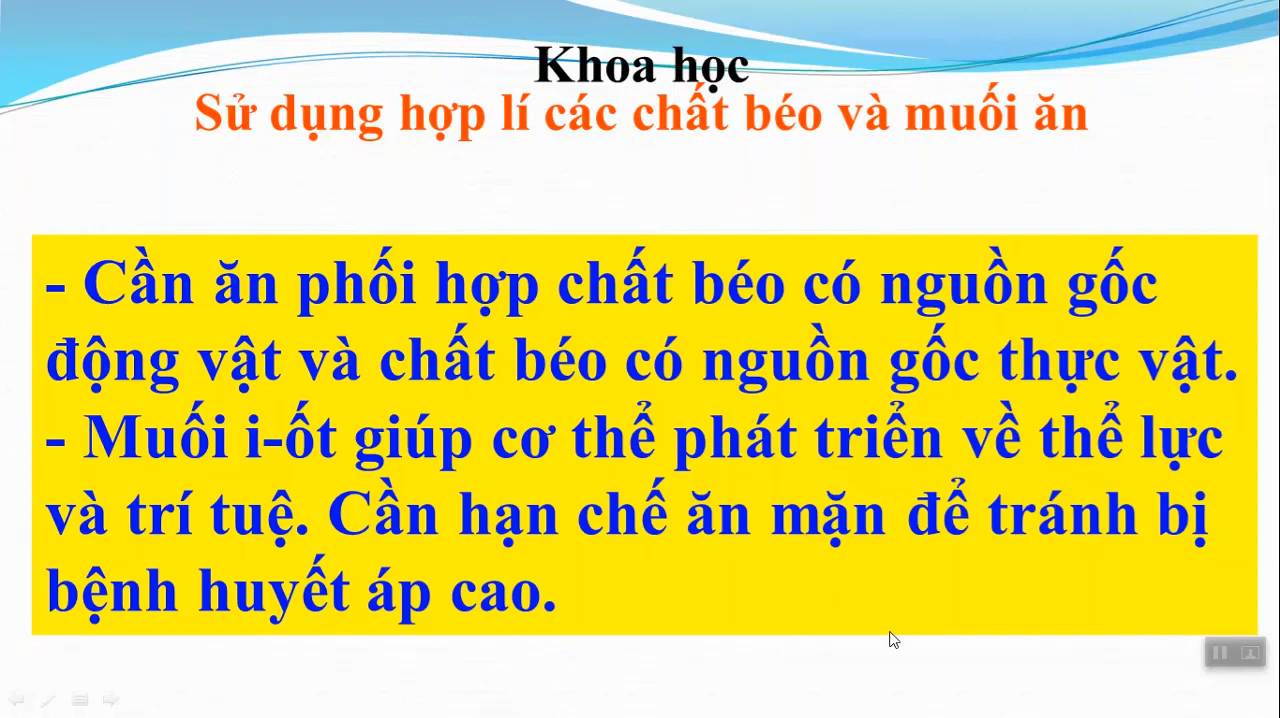 Khoa học
Sử dụng hợp lí các chất béo và muối ăn
- Cần ăn phối hợp chất béo có nguồn gốc
động vật và chất béo có nguồn gốc thực vật.
- Muối i-ốt giúp cơ thể phát triển về thể lực
và trí tuệ. Cần hạn chế ăn mặn để tránh bị
bệnh huyết áp cao.